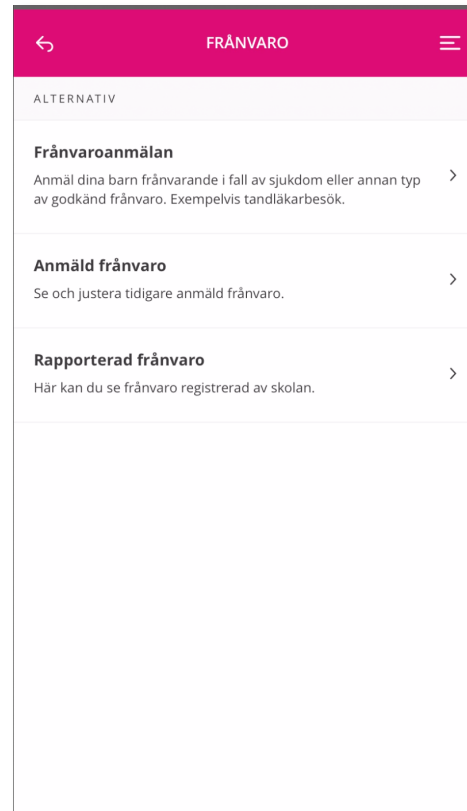 FRÅNVARO
ALTERNATIV
Frånvaroanmälan
Anmäl dina barn frånvarande i fall av sjukdom eller annan typ
av godkänd frånvaro. Exempelvis tandläkarbesök.
Anmäld frånvaro
Se och justera tidigare anmäld frånvaro.
Rapporterad frånvaro
Här kan du se frånvaro registrerad av skolan.